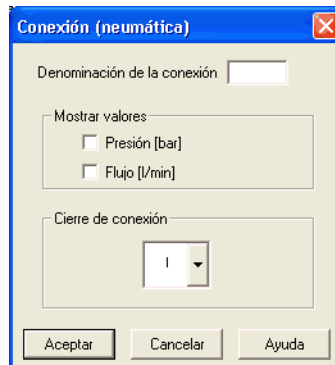 Conexión (neumática)
Denominación de la conexión
Mostrar valores
Presión [bar]
Flujo [l/min]
Cierre de conexión
Aceptar Cancelar Ayuda